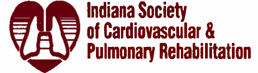 Indiana Society
of Cardiovascular &
Pulmonary Rehabilitation